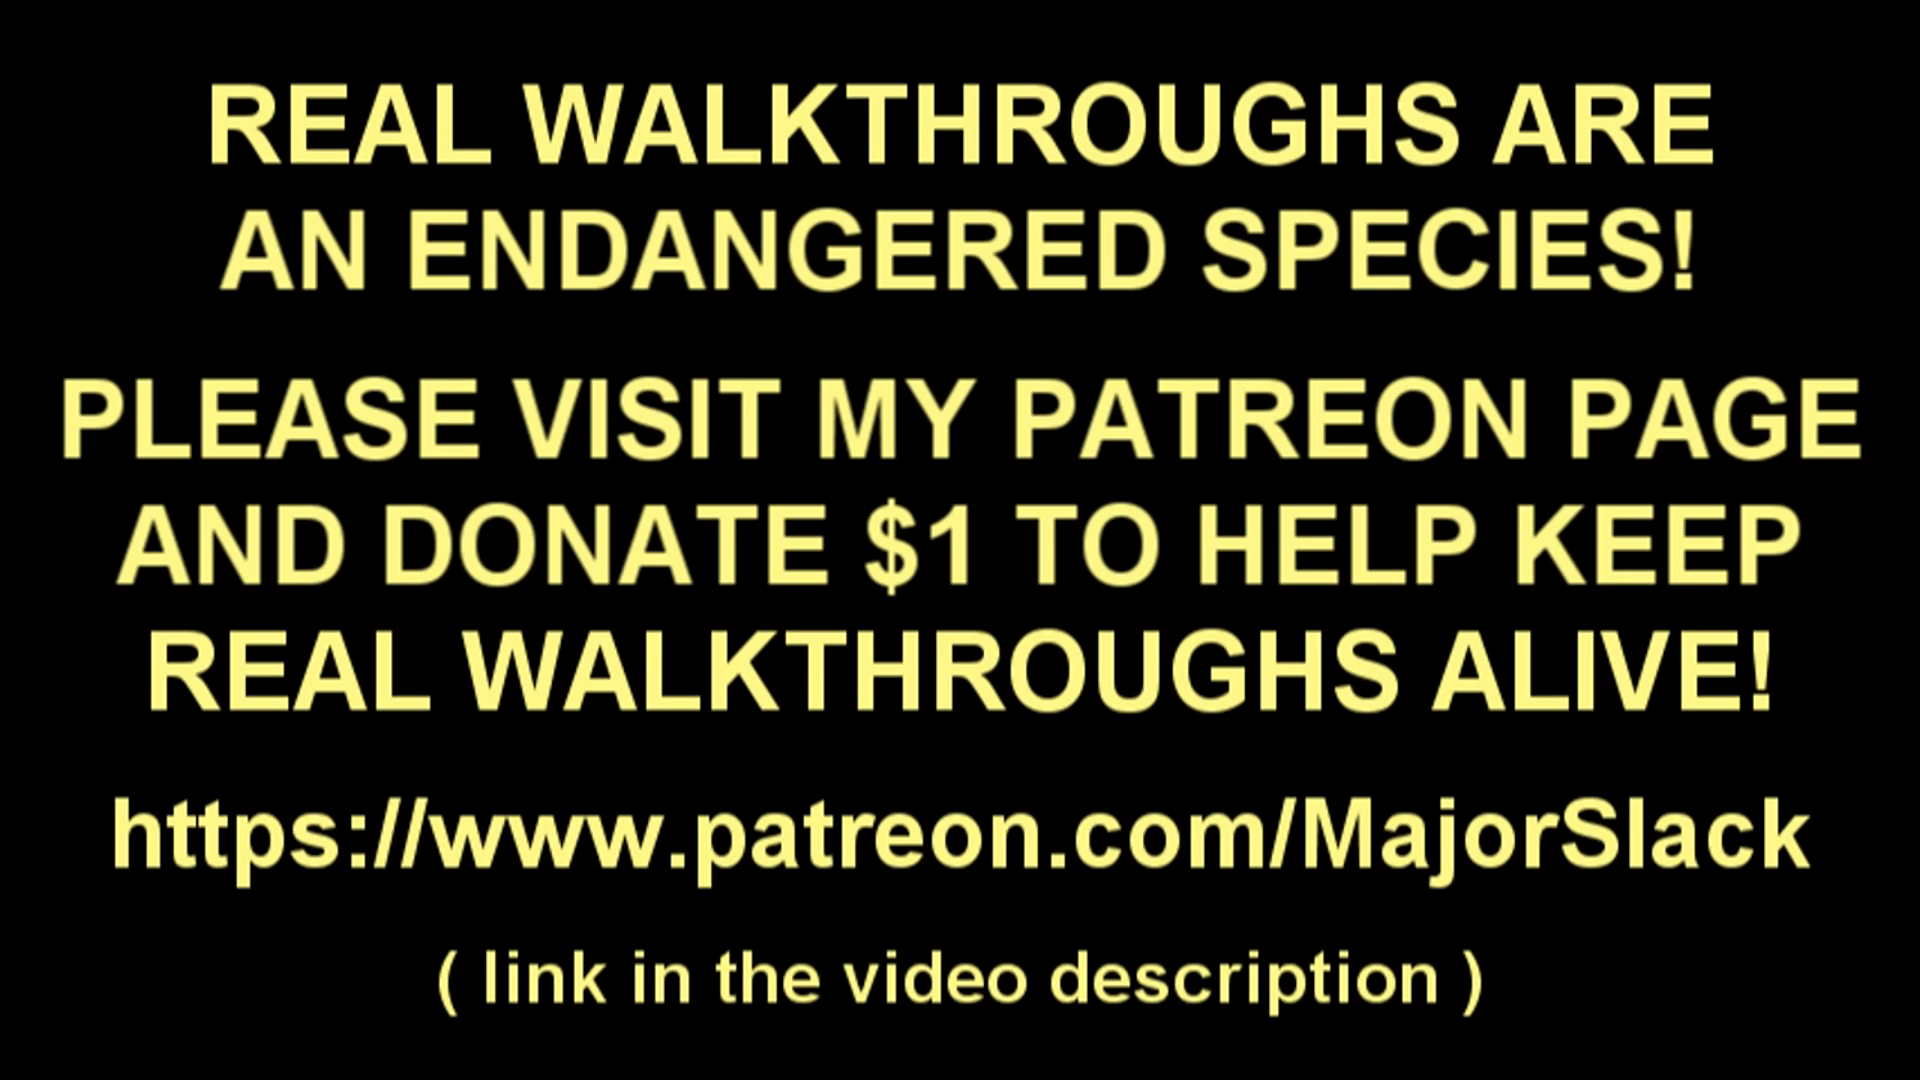 REAL WALKTHROUGHS ARE
AN ENDANGERED SPECIES!
PLEASE VISIT MY PATREON PAGE
AND DONATE $1 TO HELP KEEP
REAL WALKTHROUGHS ALIVE!
https://www.patreon.com/MajorSlack
( link in the video description )